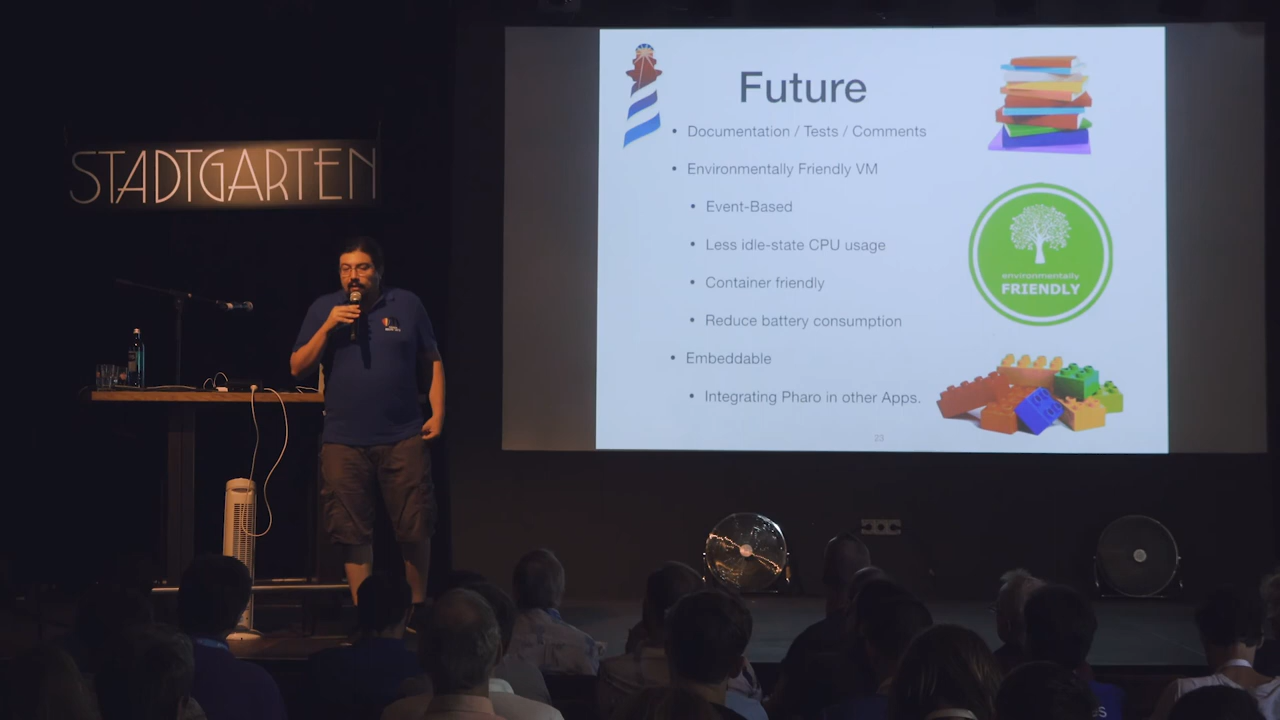 STADTGARTEN
Future
• Documentation / Tests / Comments
• Environmentally Friendly VM
• Event-Based
• Less idle-state CPU usage
• Container friendly
• Reduce battery consumption
• Embeddable
• Integrating Pharo in other Apps.
environmentally
FRIENDLY
23